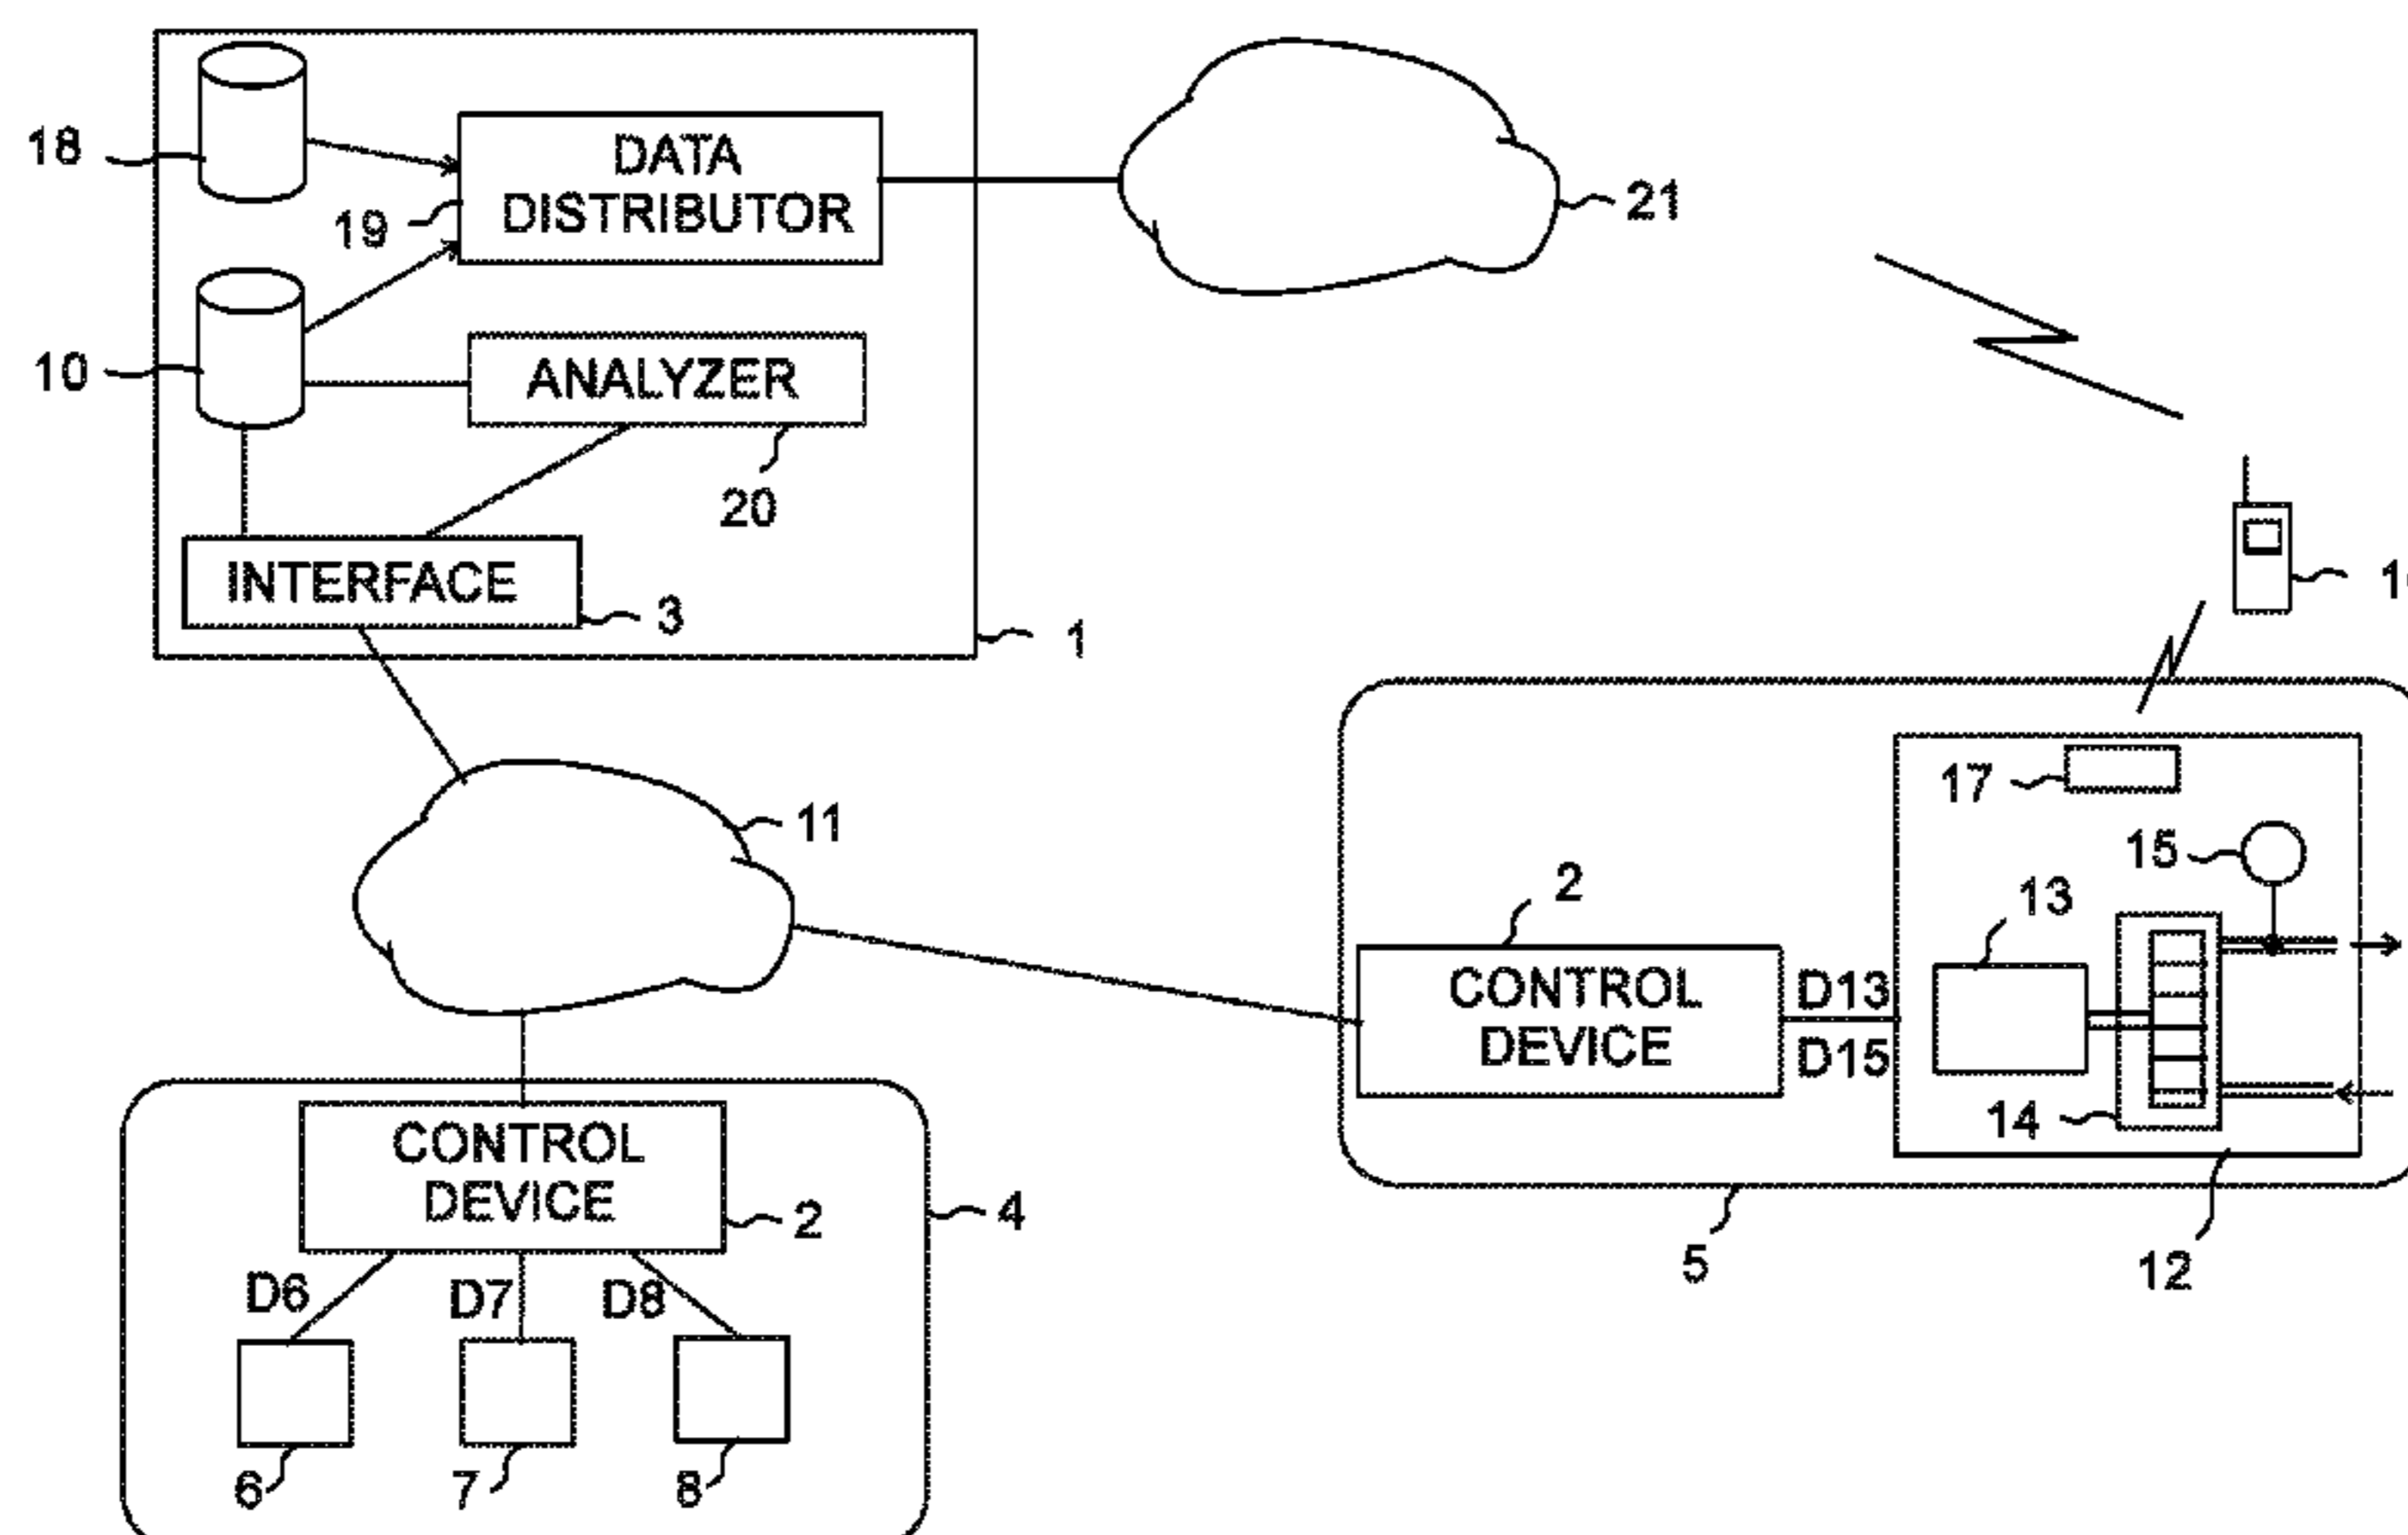 18
DATA
DISTRIBUTOR
19
21
10
ANALYZER
20
INTERFACE
3
1
17
11
15
2
13
CONTROL
DEVICE
D13
D15
14
CONTROL
DEVICE
2
4
5
12
D6
D7
D8
6
7
8